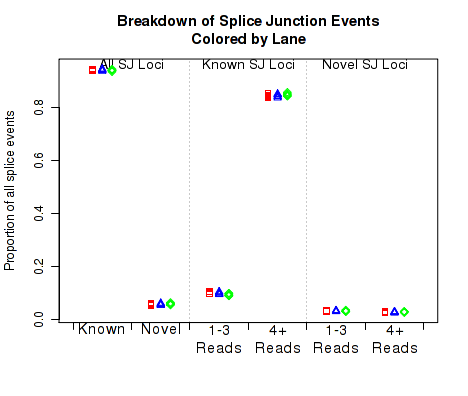 Breakdown of Splice Junction Events
Colored by Lane
All SJ Loci Known SJ Loci Novel SJ Loci
Proportion of all splice events
0.8
0.6
0.4
0.2
0.0
Known Novel 1-3 4+ 1-3 4+
Reads Reads Reads Reads